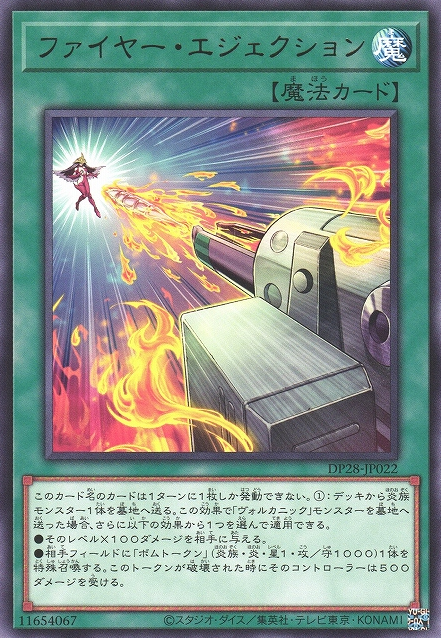 ファイヤー・エジェクション
魔
【魔法カード】
DP28-JP022
このカード名のカードは1ターンに1枚しか発動できない。①：デッキから炎族
モンスター1体を墓地へ送る。この効果で「ヴォルカニック」モンスターを墓地へ
送った場合、さらに以下の効果から1つを選んで適用できる。
●そのレベル×100ダメージを相手に与える。
●相手フィールドに「ボムトークン」(炎族・炎・星1・攻／守1000)1体を
特殊召喚する。このトークンが破壊された時にそのコントローラーは500
ダメージを受ける。
11654067
©スタジオ・ダイス／集英社・テレビ東京・KONAMI